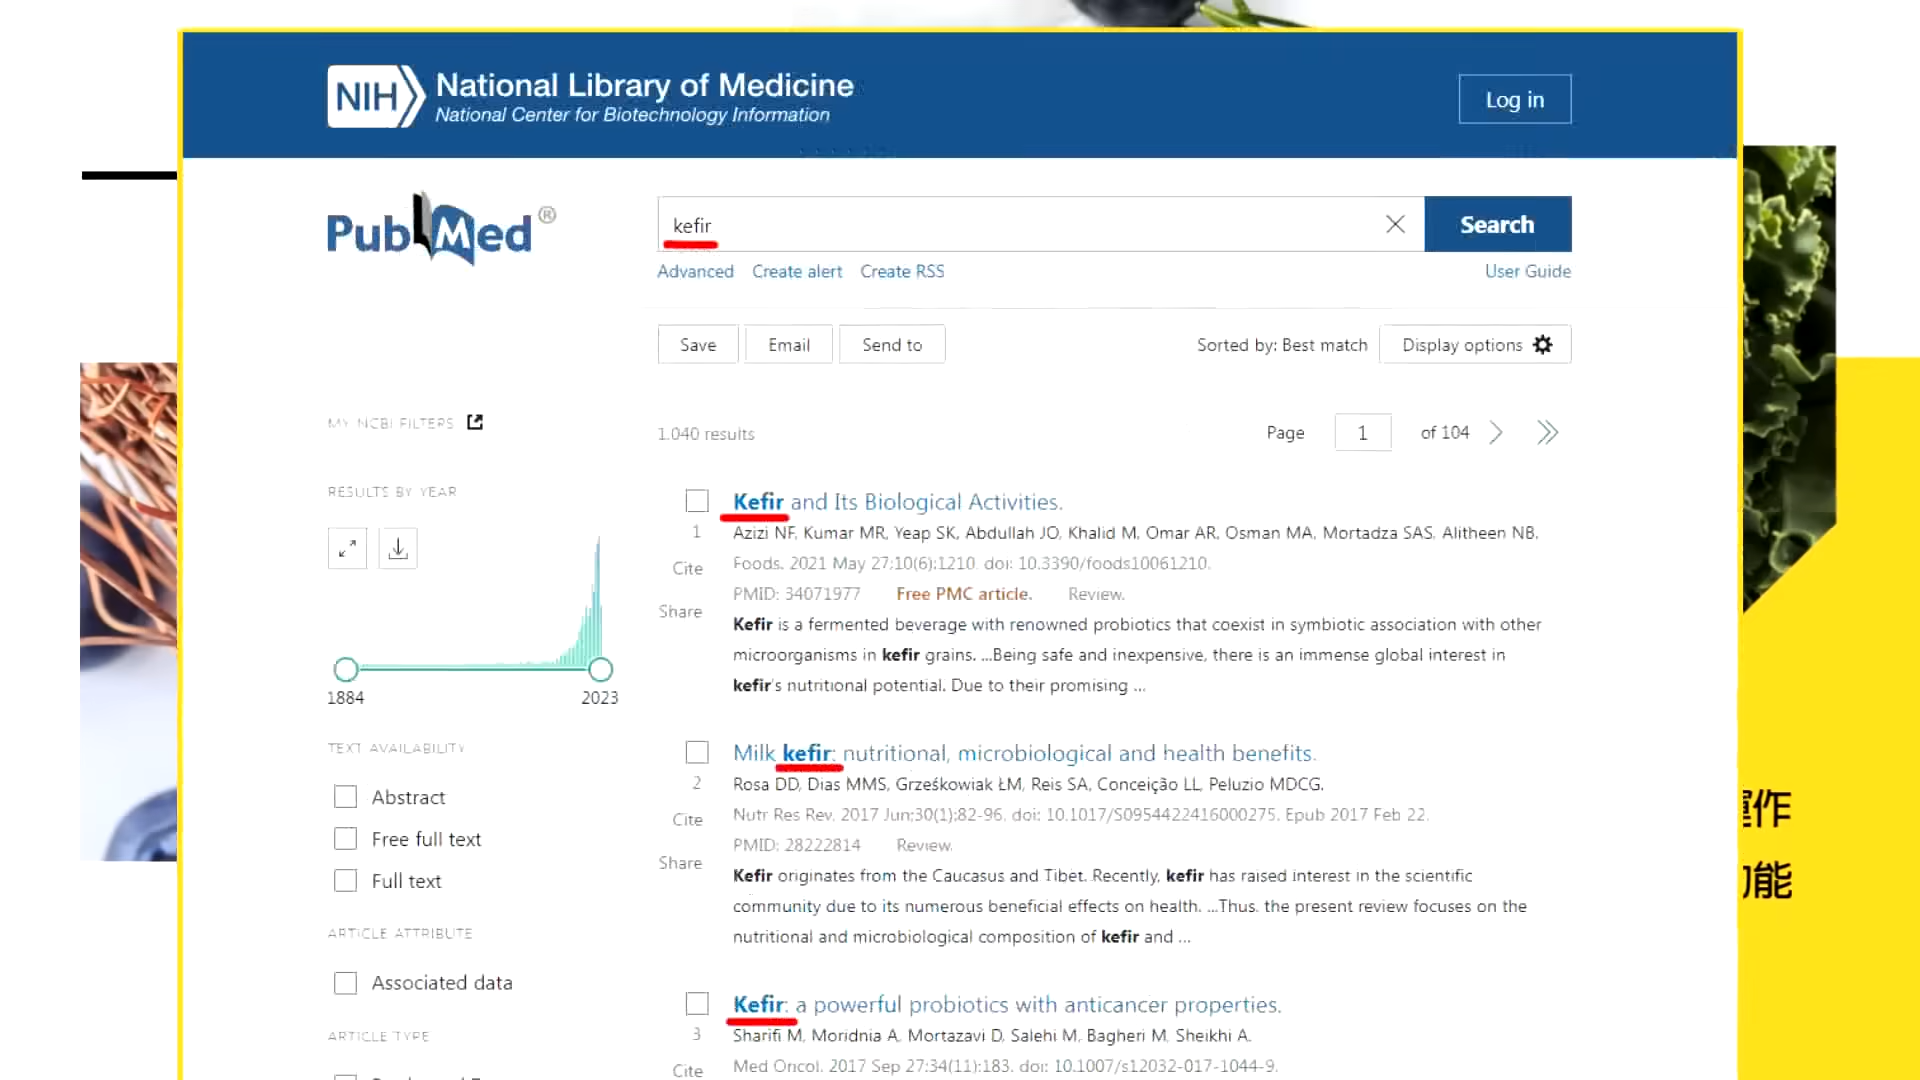 NIH National Library of Medicine
National Center for Biotechnology Information
Log in
PubMed®
kefir
Search
Advanced Create alert Create RSS
User Guide
Save Email Send to
Sorted by: Best match
Display options
MY NCBI FILTERS
1.040 results
Page 1 of 104
RESULTS BY YEAR
1884 2023
TEXT AVAILABILITY
Abstract
Free full text
Full text
ARTICLE ATTRIBUTE
Associated data
ARTICLE TYPE
Kefir and Its Biological Activities.
1
Azizi NF, Kumar MR, Yeap SK, Abdullah JO, Khalid M, Omar AR, Osman MA, Mortadza SAS, Alitheen NB.
Cite
Foods. 2021 May 27;10(6):1210. doi: 10.3390/foods10061210.
PMID: 34071977 Free PMC article. Review.
Share
Kefir is a fermented beverage with renowned probiotics that coexist in symbiotic association with other
microorganisms in kefir grains. ...Being safe and inexpensive, there is an immense global interest in
kefir's nutritional potential. Due to their promising ...
Milk kefir: nutritional, microbiological and health benefits.
2
Rosa DD, Dias MMS, Grześkowiak ŁM, Reis SA, Conceição LL, Peluzio MDCG.
Cite
Nutr Res Rev. 2017 Jun;30(1):82-96. doi: 10.1017/S0954422416000275. Epub 2017 Feb 22.
PMID: 28222814 Review.
Share
Kefir originates from the Caucasus and Tibet. Recently, kefir has raised interest in the scientific
community due to its numerous beneficial effects on health. ...Thus, the present review focuses on the
nutritional and microbiological composition of kefir and ...
Kefir: a powerful probiotics with anticancer properties.
3
Sharifi M, Moridnia A, Mortazavi D, Salehi M, Bagheri M, Sheikhi A.
Cite
Med Oncol. 2017 Sep 27;34(11):183. doi: 10.1007/s12032-017-1044-9.
作
能